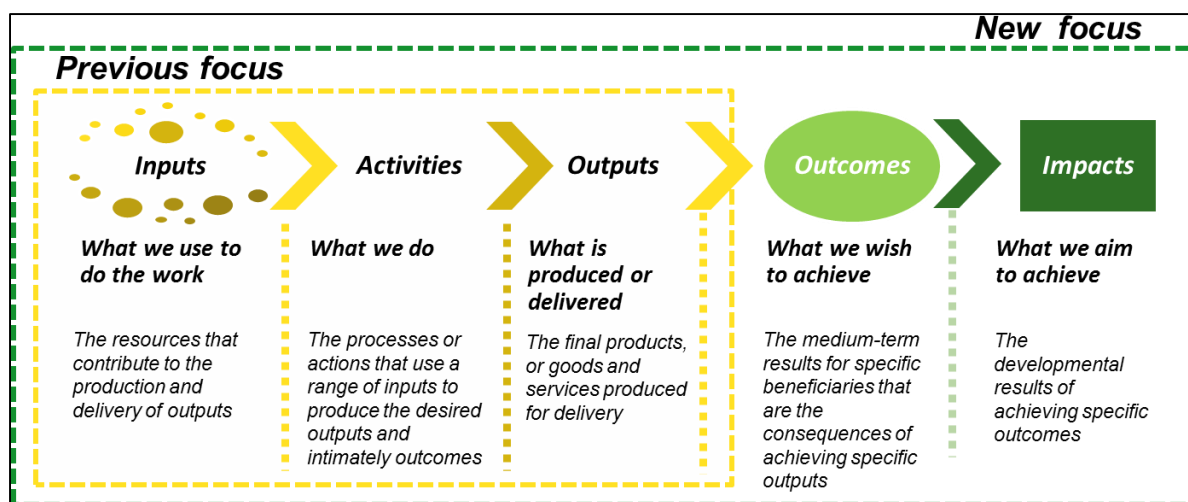 New focus
Previous focus
Inputs
Activities
Outputs
Outcomes
Impacts
What we use to
do the work
What we do
What is
produced or
delivered
What we wish
to achieve
What we aim
to achieve
The resources that
contribute to the
production and
delivery of outputs
The processes or
actions that use a
range of inputs to
produce the desired
outputs and
intimately outcomes
The final products,
or goods and
services produced
for delivery
The medium-term
results for specific
beneficiaries that
are the
consequences of
achieving specific
outputs
The
developmental
results of
achieving specific
outcomes